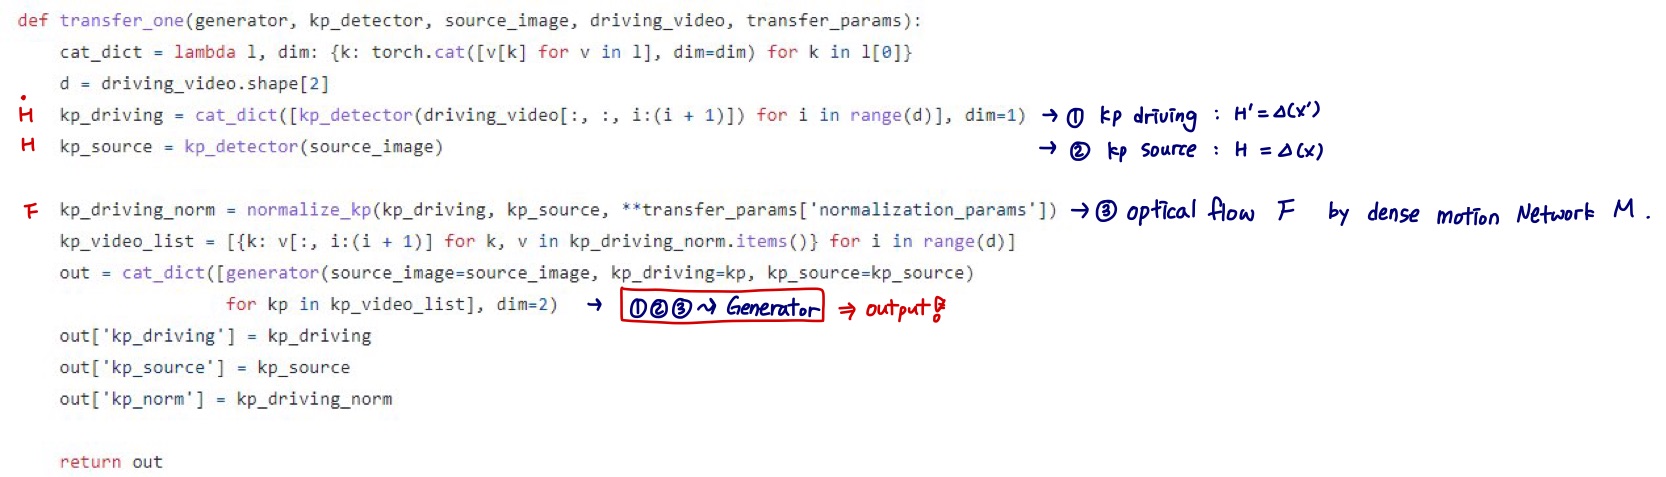 def transfer_one(generator, kp_detector, source_image, driving_video, transfer_params):
cat_dict = lambda l, dim: {k: torch.cat([v[k] for v in l], dim=dim) for k in l[0]}
d = driving_video.shape[2]
Ḣ kp_driving = cat_dict([kp_detector(driving_video[:, :, i:(i + 1)]) for i in range(d)], dim=1) → ① kp driving : H' = Δ(x')
H kp_source = kp_detector(source_image) → ② kp source : H = Δ(x)
F kp_driving_norm = normalize_kp(kp_driving, kp_source, **transfer_params['normalization_params']) → ③ optical flow F by dense motion Network M.
kp_video_list = [{k: v[:, i:(i + 1)] for k, v in kp_driving_norm.items()} for i in range(d)]
out = cat_dict([generator(source_image=source_image, kp_driving=kp, kp_source=kp_source)
for kp in kp_video_list], dim=2) → ①②③ ~> Generator ⇒ output!
out['kp_driving'] = kp_driving
out['kp_source'] = kp_source
out['kp_norm'] = kp_driving_norm
return out